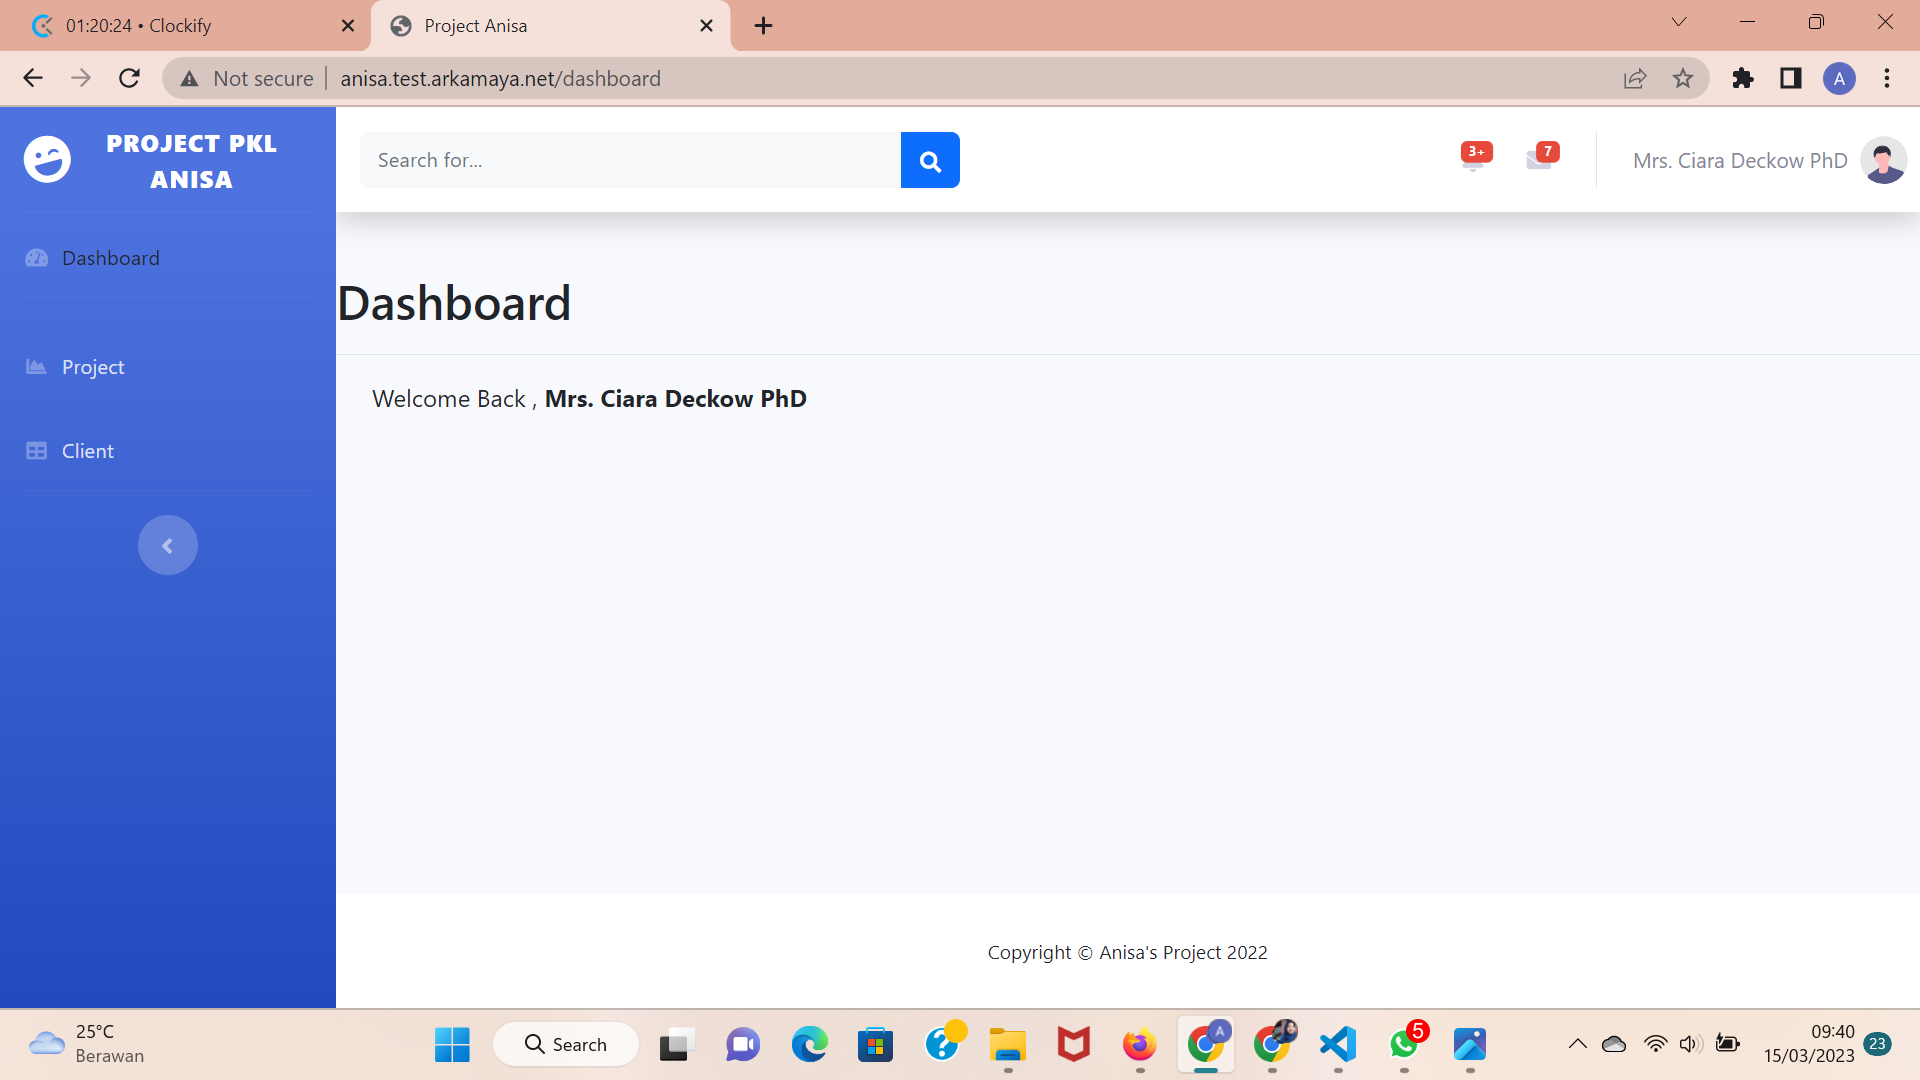 01:20:24 • Clockify
Project Anisa
Not secure
anisa.test.arkamaya.net/dashboard
A
PROJECT PKL
ANISA
Search for...
3+
7
Mrs. Ciara Deckow PhD
Dashboard
Project
Client
Dashboard
Welcome Back , Mrs. Ciara Deckow PhD
Copyright © Anisa's Project 2022
25°C
Berawan
Search
A
5
09:40
15/03/2023
23